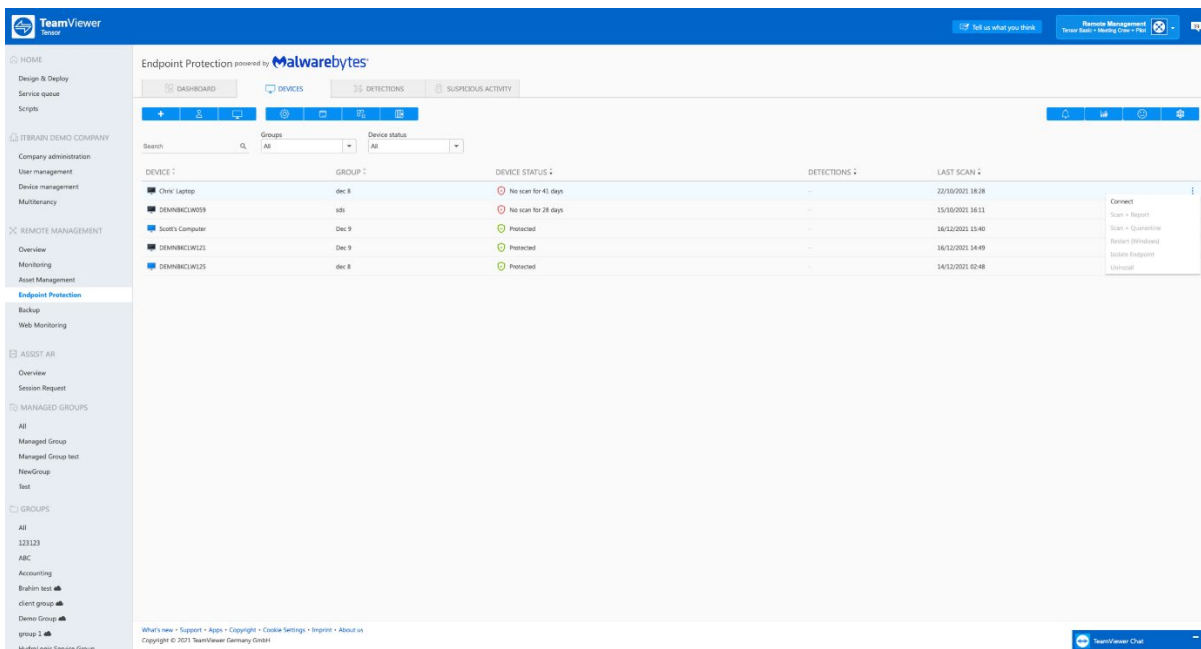 TeamViewer
Tensor
Tell us what you think
Remote Management
Tensor Basic + Meeting Crew + Pilot
HOME
Design & Deploy
Service queue
Scripts
ITBRAIN DEMO COMPANY
Company administration
User management
Device management
Multitenancy
REMOTE MANAGEMENT
Overview
Monitoring
Asset Management
Endpoint Protection
Backup
Web Monitoring
ASSIST AR
Overview
Session Request
MANAGED GROUPS
All
Managed Group
Managed Group test
NewGroup
Test
GROUPS
All
123123
ABC
Accounting
Brahim test
client group
Demo Group
group 1
HydroLogic Service Group
Endpoint Protection powered by Malwarebytes
DASHBOARD DEVICES DETECTIONS SUSPICIOUS ACTIVITY
Groups Device status
Search All All
DEVICE GROUP DEVICE STATUS DETECTIONS LAST SCAN
Chris' Laptop dec 8 No scan for 41 days -- 22/10/2021 18:28
DEMNBKCLW059 sds No scan for 28 days -- 15/10/2021 16:11
Scott's Computer Dec 9 Protected -- 16/12/2021 15:40
DEMNBKCLW121 Dec 9 Protected -- 16/12/2021 14:49
DEMNBKCLW125 dec 8 Protected -- 14/12/2021 02:48
Connect
Scan + Report
Scan + Quarantine
Restart (Windows)
Isolate Endpoint
Uninstall
What's new • Support • Apps • Copyright • Cookie Settings • Imprint • About us
Copyright © 2021 TeamViewer Germany GmbH
TeamViewer Chat